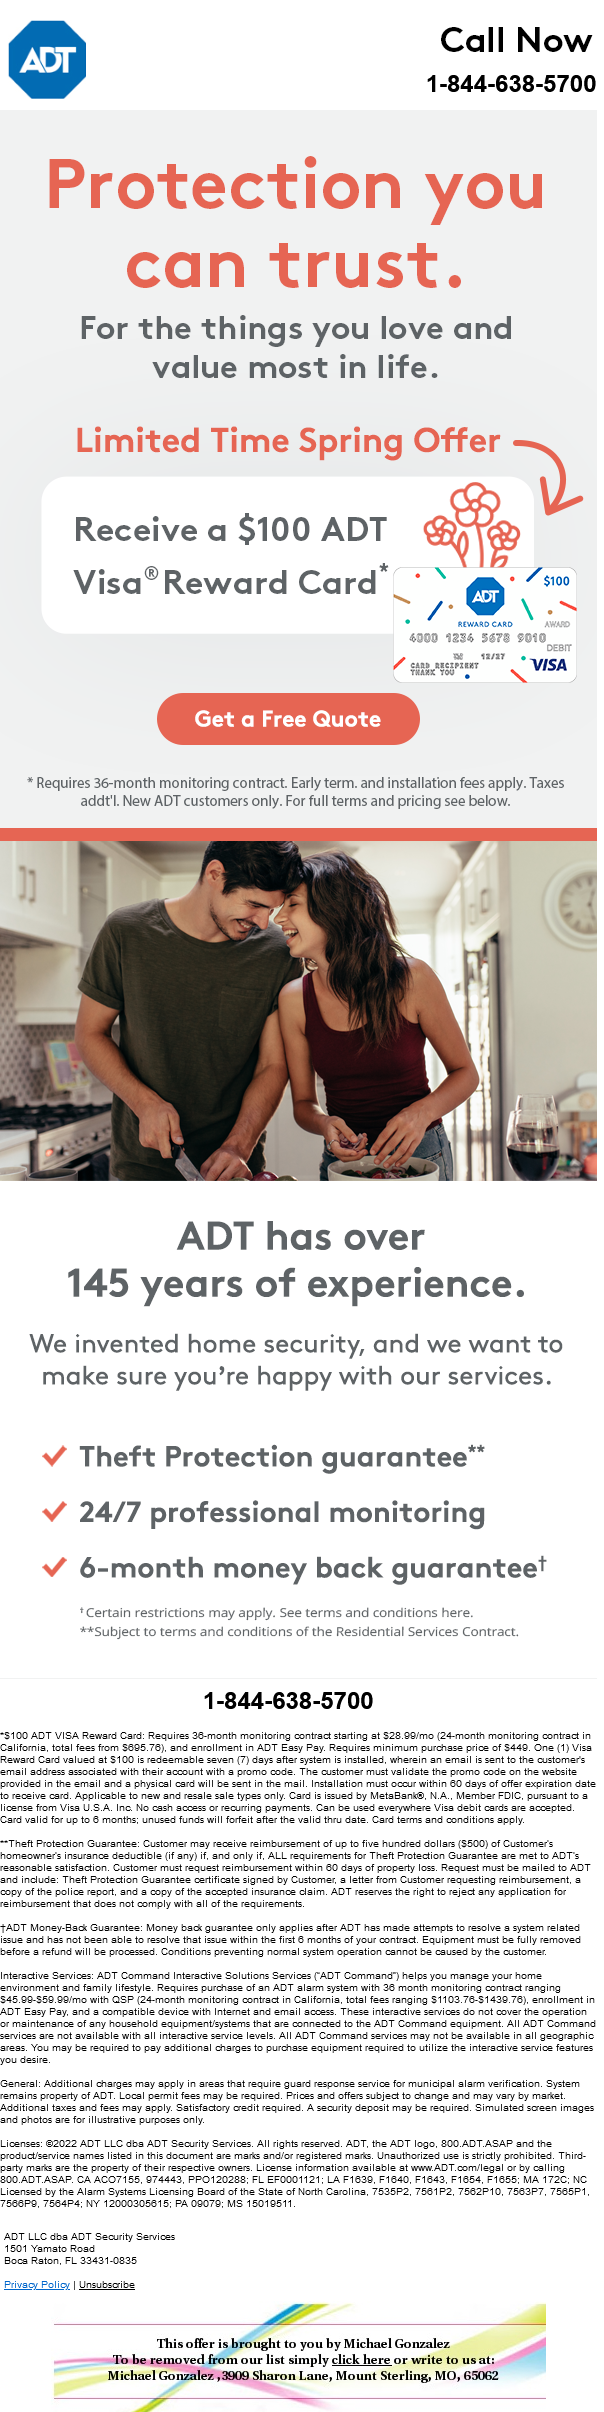 ADT
Call Now
1-844-638-5700
Protection you
can trust.
For the things you love and
value most in life.
Limited Time Spring Offer
Receive a $100 ADT
Visa® Reward Card*
ADT
$100
REWARD CARD
AWARD
4000 1234 5678 9010
DEBIT
12/27
VISA
CARD RECIPIENT
THANK YOU
Get a Free Quote
* Requires 36-month monitoring contract. Early term. and installation fees apply. Taxes
addt'l. New ADT customers only. For full terms and pricing see below.
ADT has over
145 years of experience.
We invented home security, and we want to
make sure you're happy with our services.
Theft Protection guarantee**
24/7 professional monitoring
6-month money back guarantee†
†Certain restrictions may apply. See terms and conditions here.
**Subject to terms and conditions of the Residential Services Contract.
1-844-638-5700
*$100 ADT VISA Reward Card: Requires 36-month monitoring contract starting at $28.99/mo (24-month monitoring contract in
California, total fees from $695.76), and enrollment in ADT Easy Pay. Requires minimum purchase price of $449. One (1) Visa
Reward Card valued at $100 is redeemable seven (7) days after system is installed, wherein an email is sent to the customer's
email address associated with their account with a promo code. The customer must validate the promo code on the website
provided in the email and a physical card will be sent in the mail. Installation must occur within 60 days of offer expiration date
to receive card. Applicable to new and resale sale types only. Card is issued by MetaBank®, N.A., Member FDIC, pursuant to a
license from Visa U.S.A. Inc. No cash access or recurring payments. Can be used everywhere Visa debit cards are accepted.
Card valid for up to 6 months; unused funds will forfeit after the valid thru date. Card terms and conditions apply.
**Theft Protection Guarantee: Customer may receive reimbursement of up to five hundred dollars ($500) of Customer's
homeowner's insurance deductible (if any) if, and only if, ALL requirements for Theft Protection Guarantee are met to ADT's
reasonable satisfaction. Customer must request reimbursement within 60 days of property loss. Request must be mailed to ADT
and include: Theft Protection Guarantee certificate signed by Customer, a letter from Customer requesting reimbursement, a
copy of the police report, and a copy of the accepted insurance claim. ADT reserves the right to reject any application for
reimbursement that does not comply with all of the requirements.
†ADT Money-Back Guarantee: Money back guarantee only applies after ADT has made attempts to resolve a system related
issue and has not been able to resolve that issue within the first 6 months of your contract. Equipment must be fully removed
before a refund will be processed. Conditions preventing normal system operation cannot be caused by the customer.
Interactive Services: ADT Command Interactive Solutions Services ("ADT Command") helps you manage your home
environment and family lifestyle. Requires purchase of an ADT alarm system with 36 month monitoring contract ranging
$45.99-$59.99/mo with QSP (24-month monitoring contract in California, total fees ranging $1103.76-$1439.76), enrollment in
ADT Easy Pay, and a compatible device with Internet and email access. These interactive services do not cover the operation
or maintenance of any household equipment/systems that are connected to the ADT Command equipment. All ADT Command
services are not available with all interactive service levels. All ADT Command services may not be available in all geographic
areas. You may be required to pay additional charges to purchase equipment required to utilize the interactive service features
you desire.
General: Additional charges may apply in areas that require guard response service for municipal alarm verification. System
remains property of ADT. Local permit fees may be required. Prices and offers subject to change and may vary by market.
Additional taxes and fees may apply. Satisfactory credit required. A security deposit may be required. Simulated screen images
and photos are for illustrative purposes only.
Licenses: ©2022 ADT LLC dba ADT Security Services. All rights reserved. ADT, the ADT logo, 800.ADT.ASAP and the
product/service names listed in this document are marks and/or registered marks. Unauthorized use is strictly prohibited. Third-
party marks are the property of their respective owners. License information available at www.ADT.com/legal or by calling
800.ADT.ASAP. CA ACO7155, 974443, PPO120288; FL EF0001121; LA F1639, F1640, F1643, F1654, F1655; MA 172C; NC
Licensed by the Alarm Systems Licensing Board of the State of North Carolina, 7535P2, 7561P2, 7562P10, 7563P7, 7565P1,
7566P9, 7564P4; NY 12000305615; PA 09079; MS 15019511.
ADT LLC dba ADT Security Services
1501 Yamato Road
Boca Raton, FL 33431-0835
Privacy Policy | Unsubscribe
This offer is brought to you by Michael Gonzalez
To be removed from our list simply click here or write to us at:
Michael Gonzalez ,3909 Sharon Lane, Mount Sterling, MO, 65062